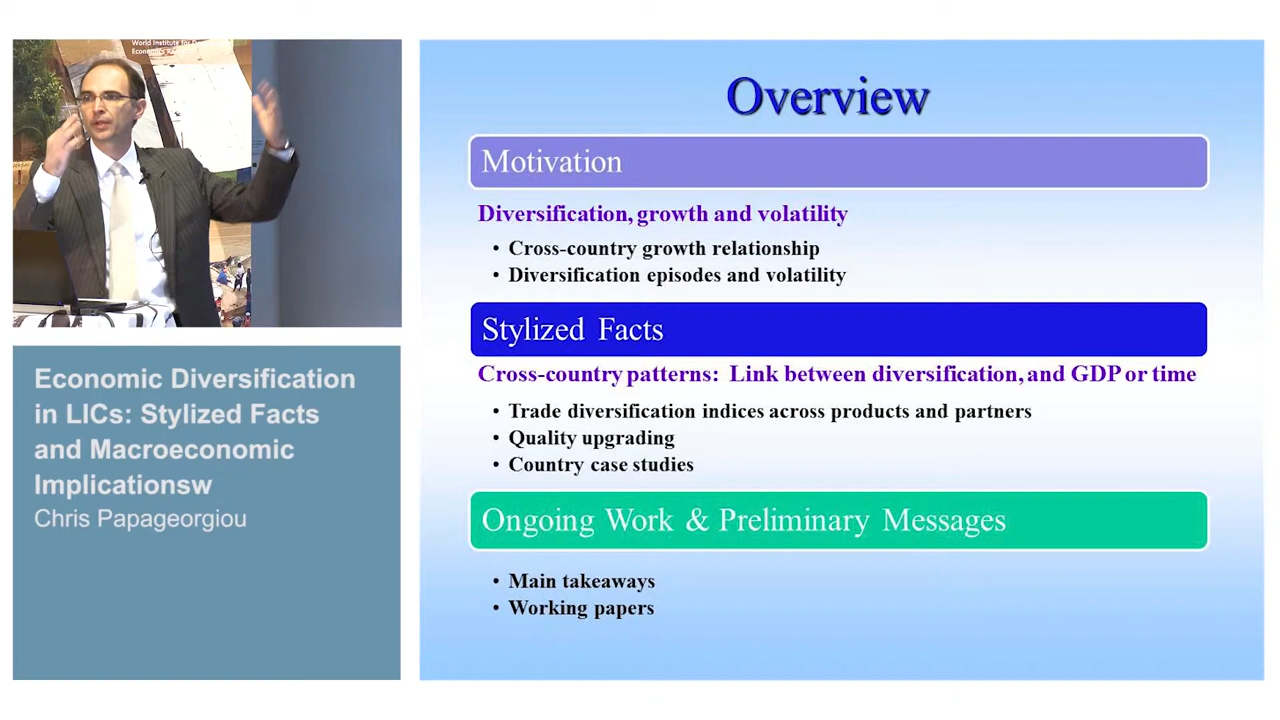 World Institute for
Overview
Motivation
Diversification, growth and volatility
• Cross-country growth relationship
• Diversification episodes and volatility
Stylized Facts
Cross-country patterns: Link between diversification, and GDP or time
• Trade diversification indices across products and partners
• Quality upgrading
• Country case studies
Ongoing Work & Preliminary Messages
• Main takeaways
• Working papers
Economic Diversification
in LICs: Stylized Facts
and Macroeconomic
Implicationsw
Chris Papageorgiou